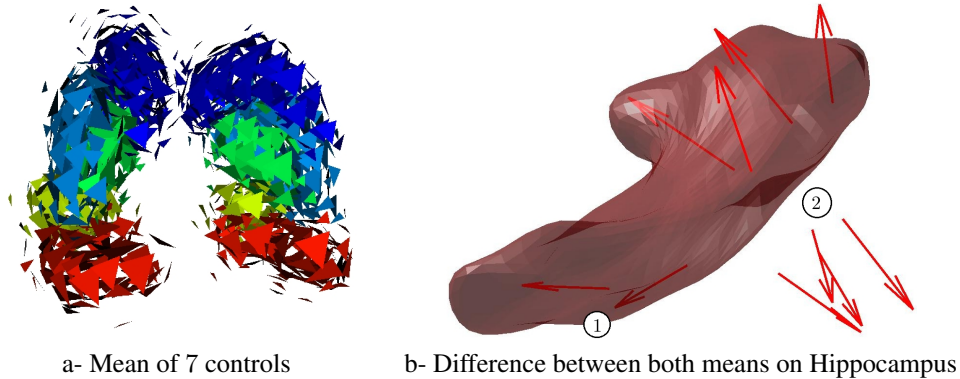 2
1
a- Mean of 7 controls
b- Difference between both means on Hippocampus